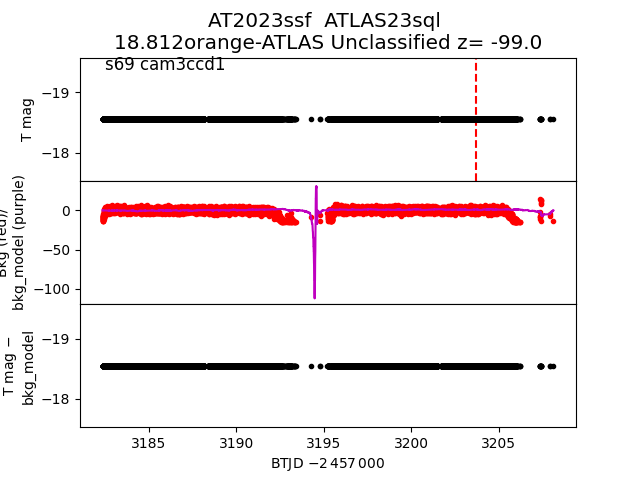 AT2023ssf  ATLAS23sql
18.812orange-ATLAS Unclassified z= -99.0
s69 cam3ccd1
T mag
−19
−18
Bkg (red)/
bkg_model (purple)
0
−50
−100
T mag −
bkg_model
−19
−18
3185
3190
3195
3200
3205
BTJD −2 457 000